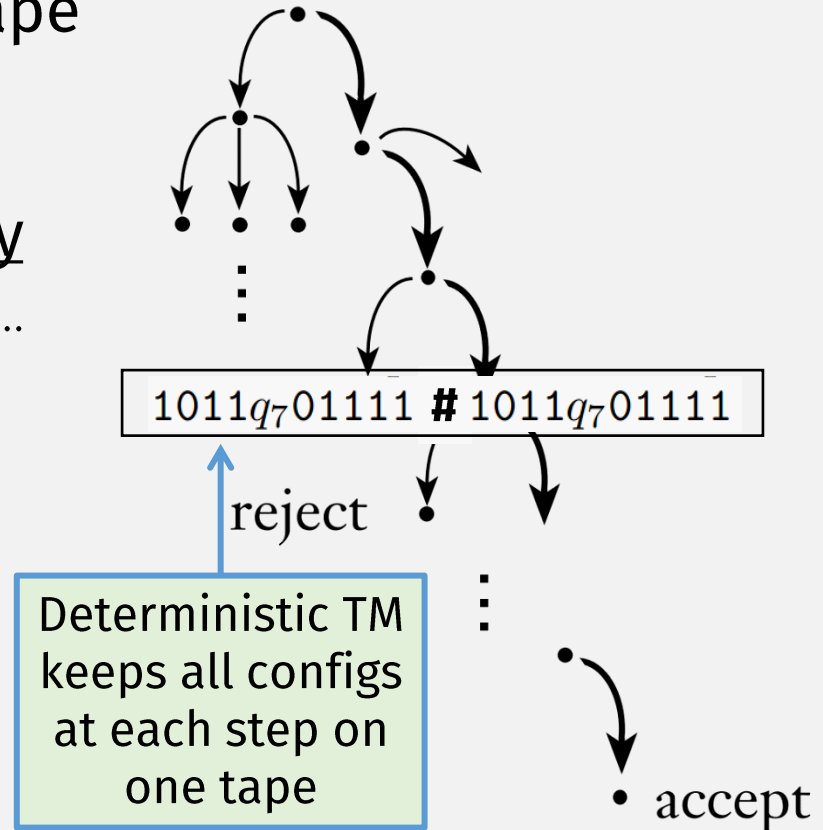 ape
y
..
1011q₇01111 # 1011q₇01111
reject
Deterministic TM
keeps all configs
at each step on
one tape
accept